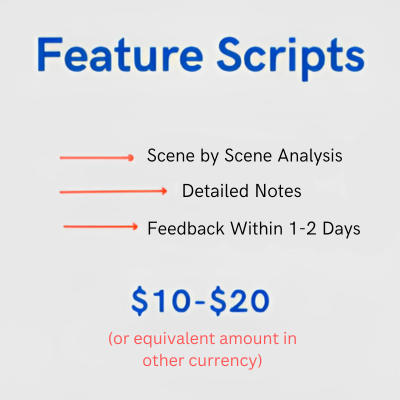 Feature Scripts
Scene by Scene Analysis
Detailed Notes
Feedback Within 1-2 Days
$10-$20
(or equivalent amount in
other currency)